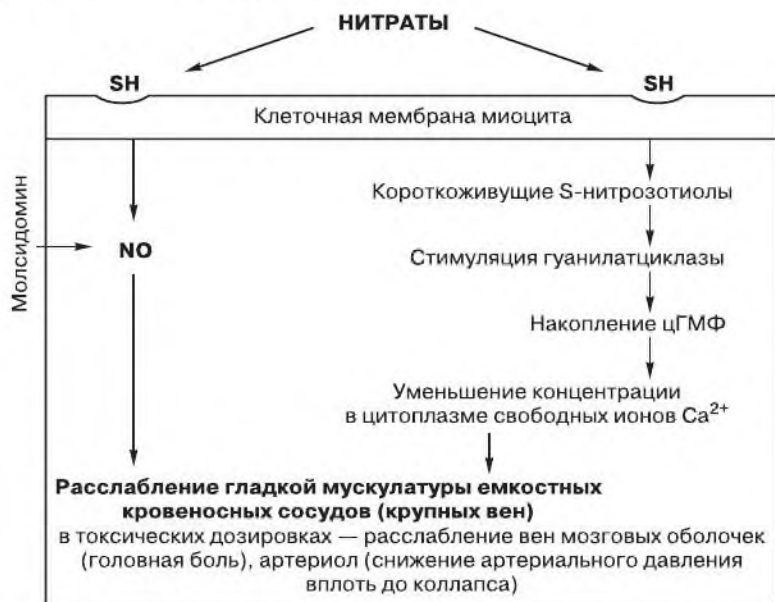 НИТРАТЫ
SH
SH
Клеточная мембрана миоцита
Молсидомин
NO
Короткоживущие S-нитрозотиолы
Стимуляция гуанилатциклазы
Накопление цГМФ
Уменьшение концентрации
в цитоплазме свободных ионов Ca²⁺
Расслабление гладкой мускулатуры емкостных
кровеносных сосудов (крупных вен)
в токсических дозировках — расслабление вен мозговых оболочек
(головная боль), артериол (снижение артериального давления
вплоть до коллапса)